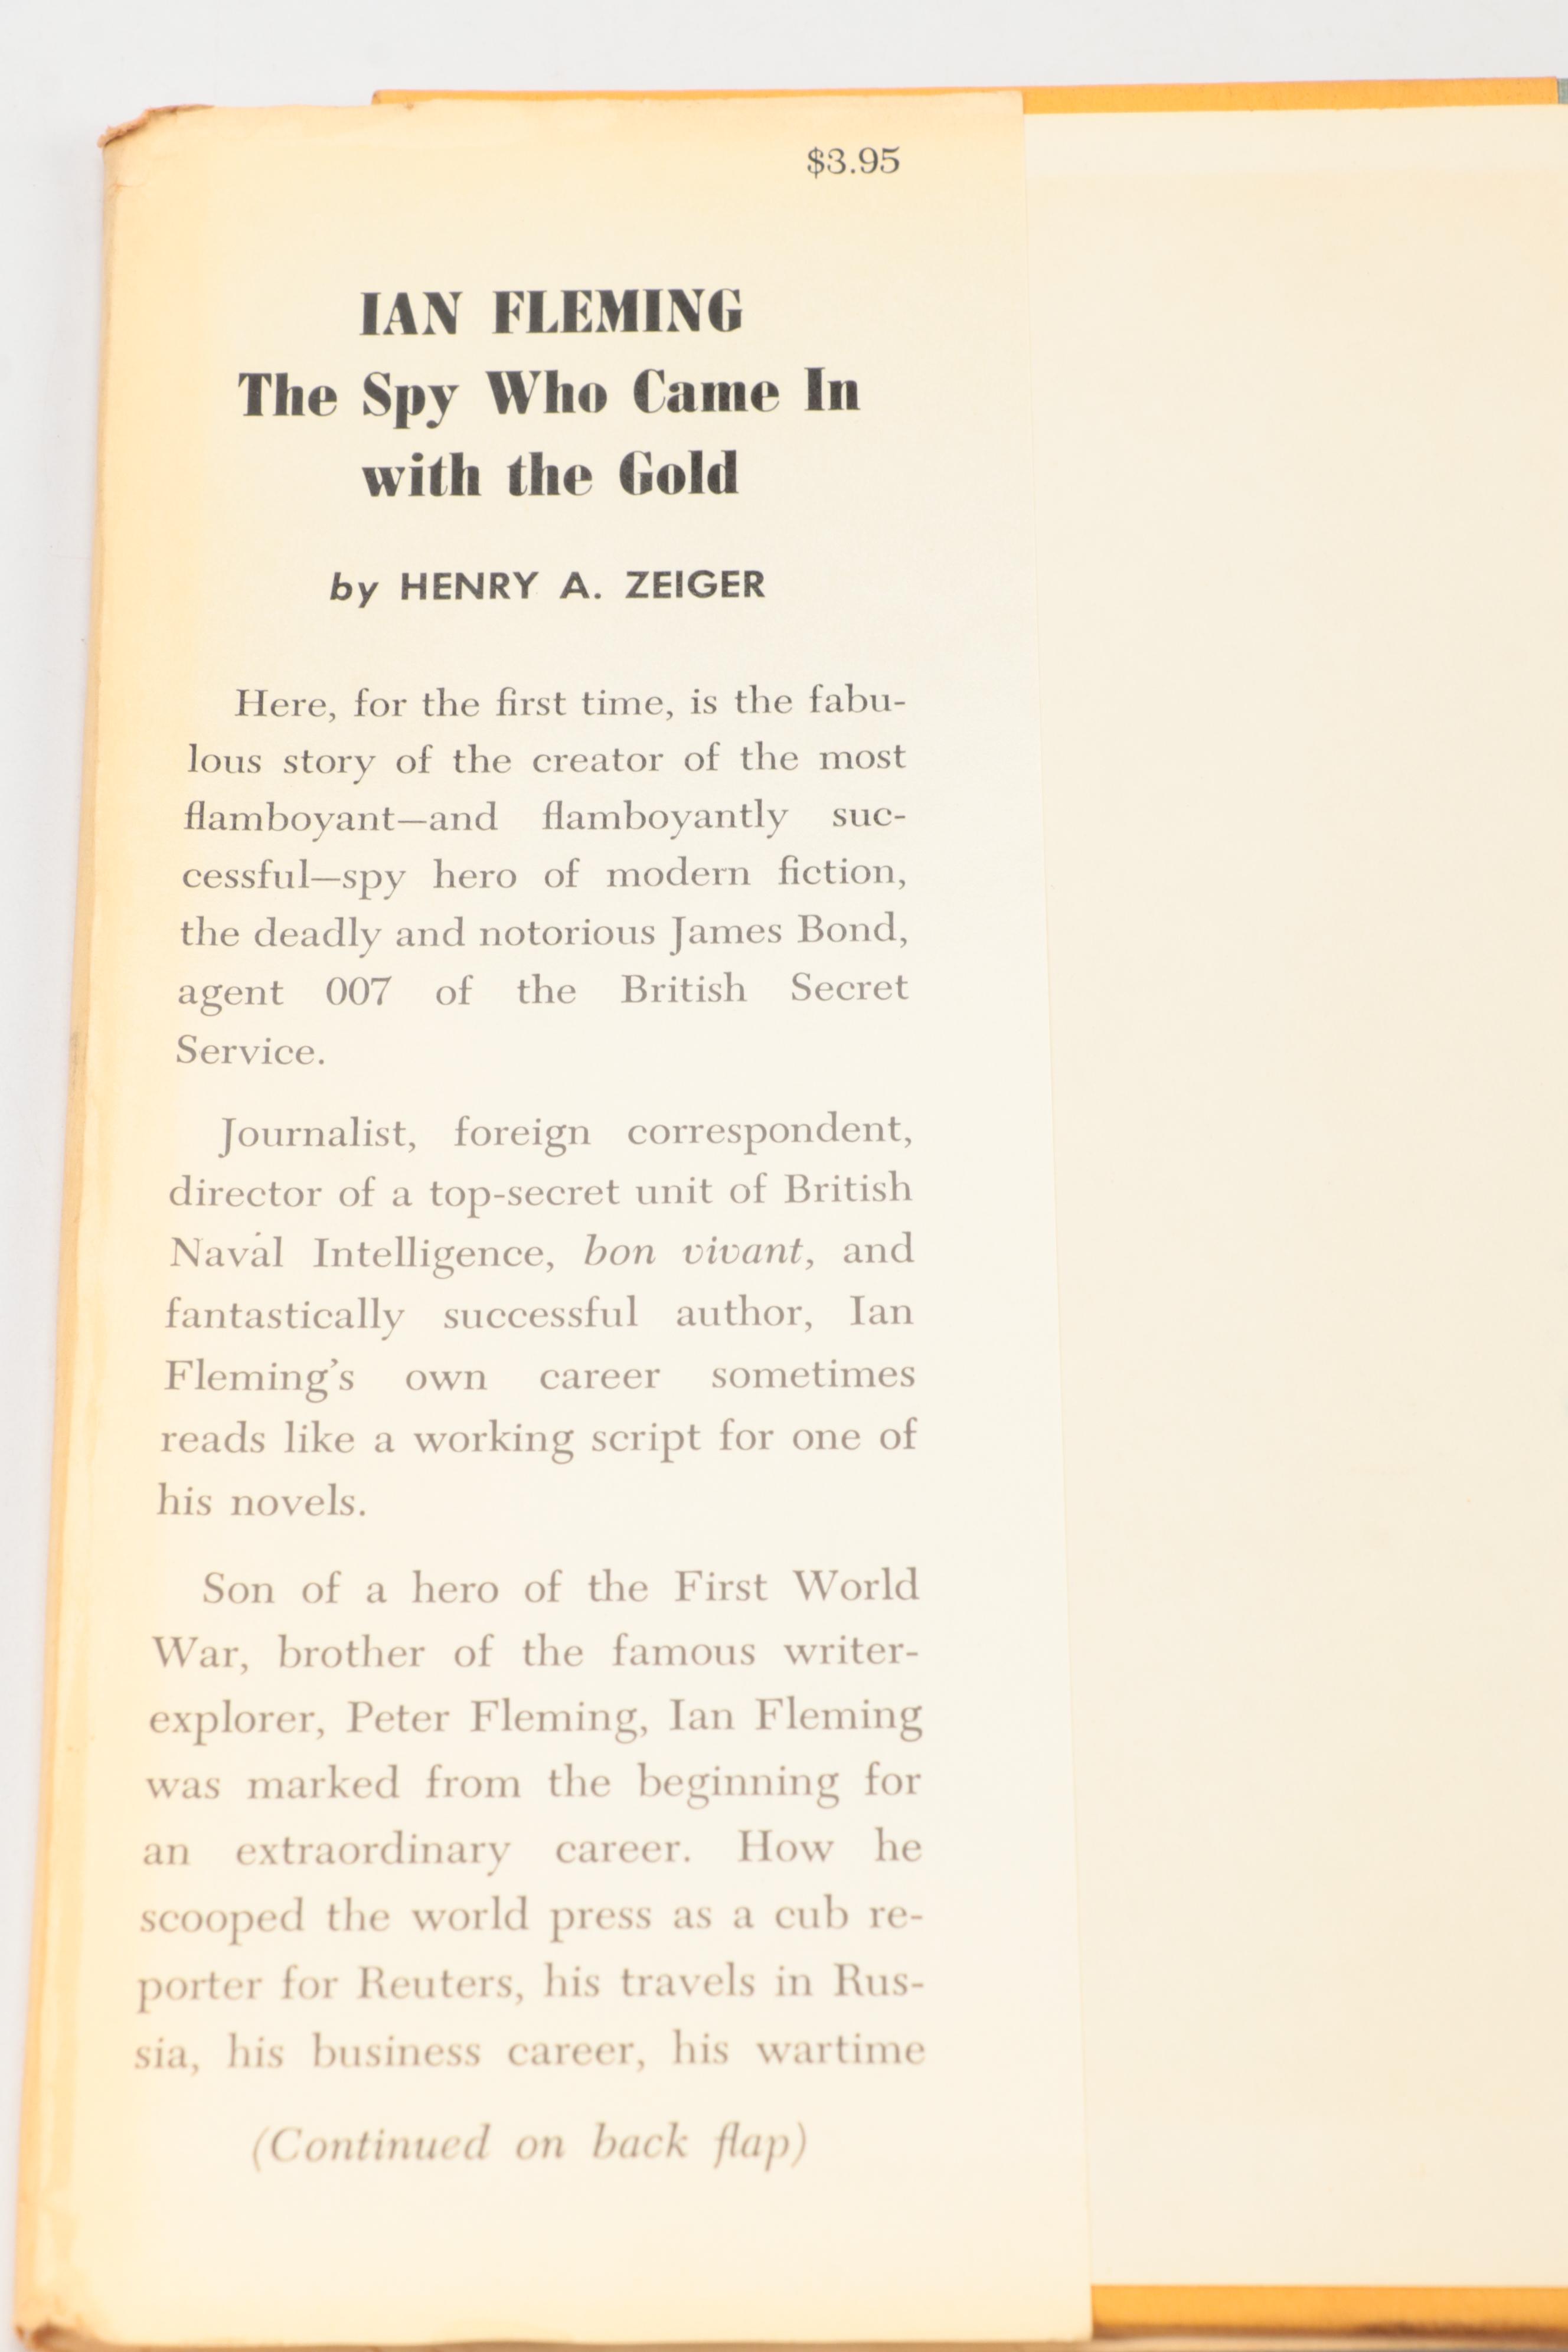 $3.95
IAN FLEMING
The Spy Who Came In
with the Gold
by HENRY A. ZEIGER
Here, for the first time, is the fabu-
lous story of the creator of the most
flamboyant—and flamboyantly suc-
cessful—spy hero of modern fiction,
the deadly and notorious James Bond,
agent 007 of the British Secret
Service.
Journalist, foreign correspondent,
director of a top-secret unit of British
Naval Intelligence, bon vivant, and
fantastically successful author, Ian
Fleming's own career sometimes
reads like a working script for one of
his novels.
Son of a hero of the First World
War, brother of the famous writer-
explorer, Peter Fleming, Ian Fleming
was marked from the beginning for
an extraordinary career. How he
scooped the world press as a cub re-
porter for Reuters, his travels in Rus-
sia, his business career, his wartime
(Continued on back flap)